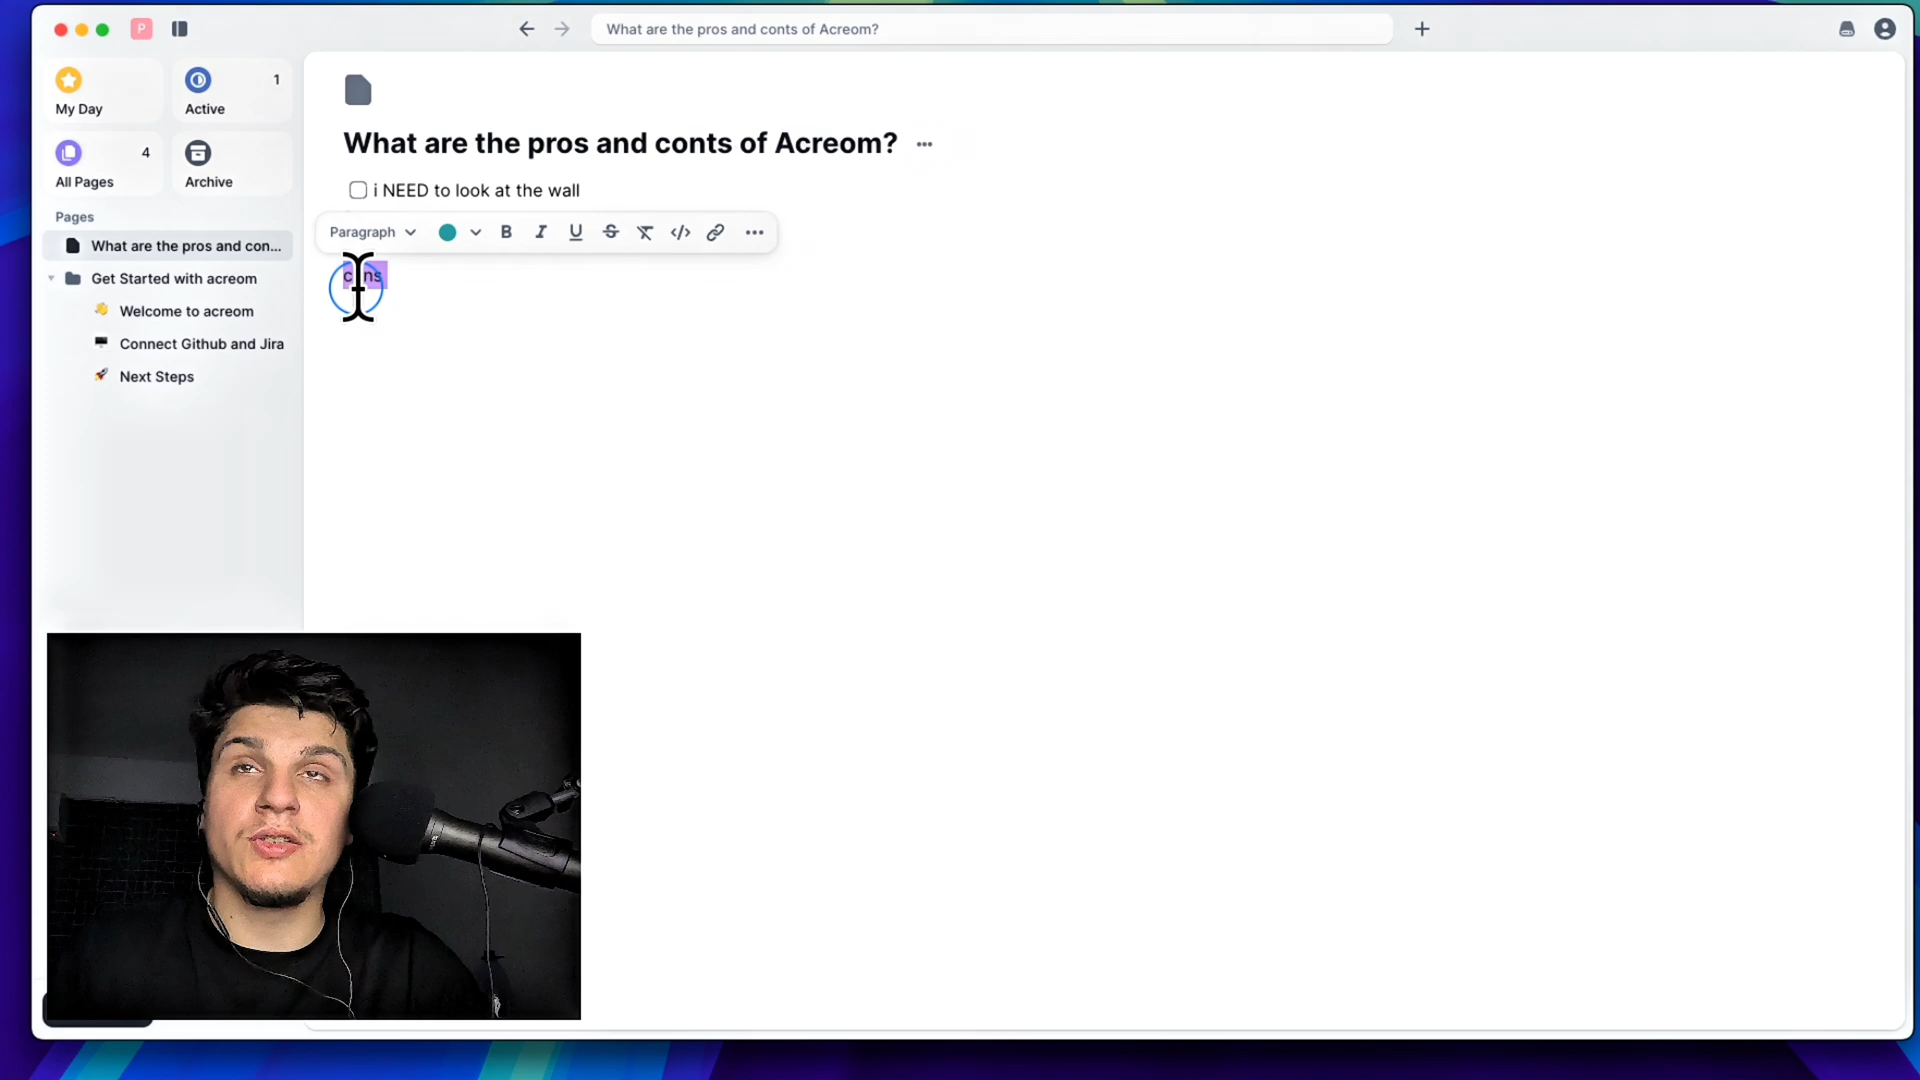 P
What are the pros and conts of Acreom?
My Day
Active
1
All Pages
4
Archive
Pages
What are the pros and con...
Get Started with acreom
Welcome to acreom
Connect Github and Jira
Next Steps
What are the pros and conts of Acreom?
i NEED to look at the wall
Paragraph
B
I
U
S
</>